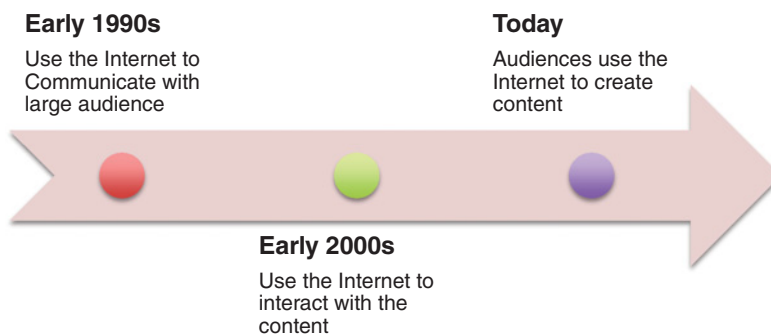 Early 1990s
Use the Internet to
Communicate with
large audience
Early 2000s
Use the Internet to
interact with the
content
Today
Audiences use the
Internet to create
content